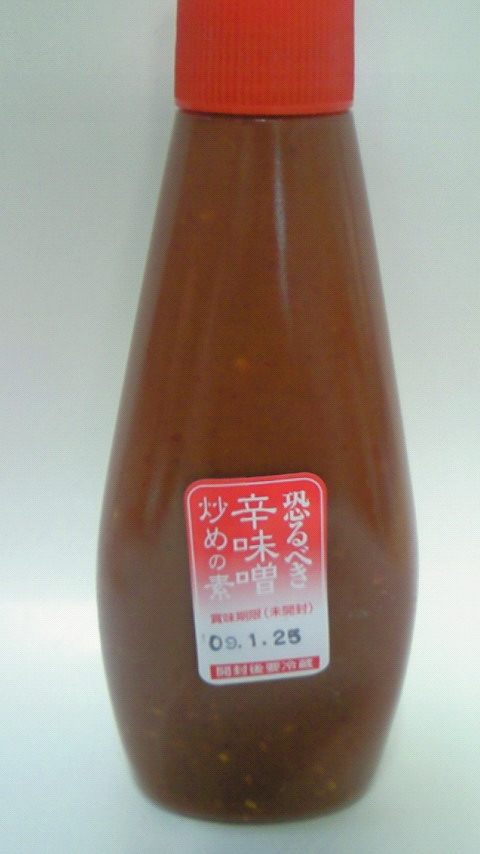 恐るべき
辛味噌
炒めの素
賞味期限(未開封)
'09.1.25
開封後要冷蔵